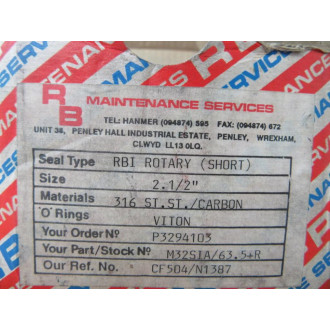 RB
MAINTENANCE SERVICES
TEL: HANMER (094874) 595 FAX: (094874) 672
UNIT 38, PENLEY HALL INDUSTRIAL ESTATE, PENLEY, WREXHAM,
CLWYD LL13 0LQ.
Seal Type RBI ROTARY (SHORT)
Size 2.1/2"
Materials 316 ST.ST./CARBON
O'Rings VITON
Your Order Nº P3294103
Your Part/Stock Nº M32S1A/63.5+R
Our Ref. No. CF504/N1387